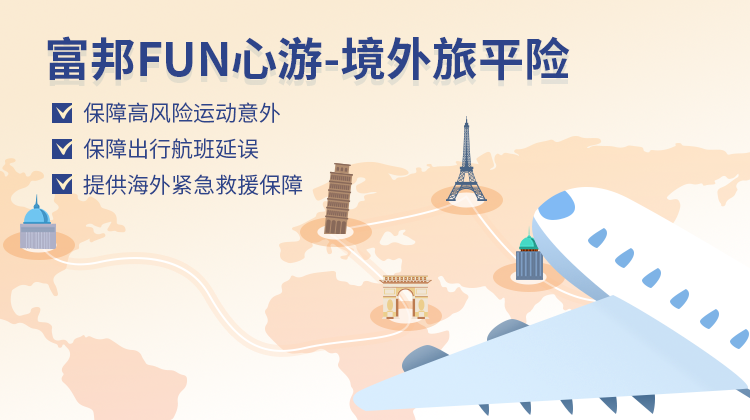 富邦FUN心游-境外旅平险
保障高风险运动意外
保障出行航班延误
提供海外紧急救援保障